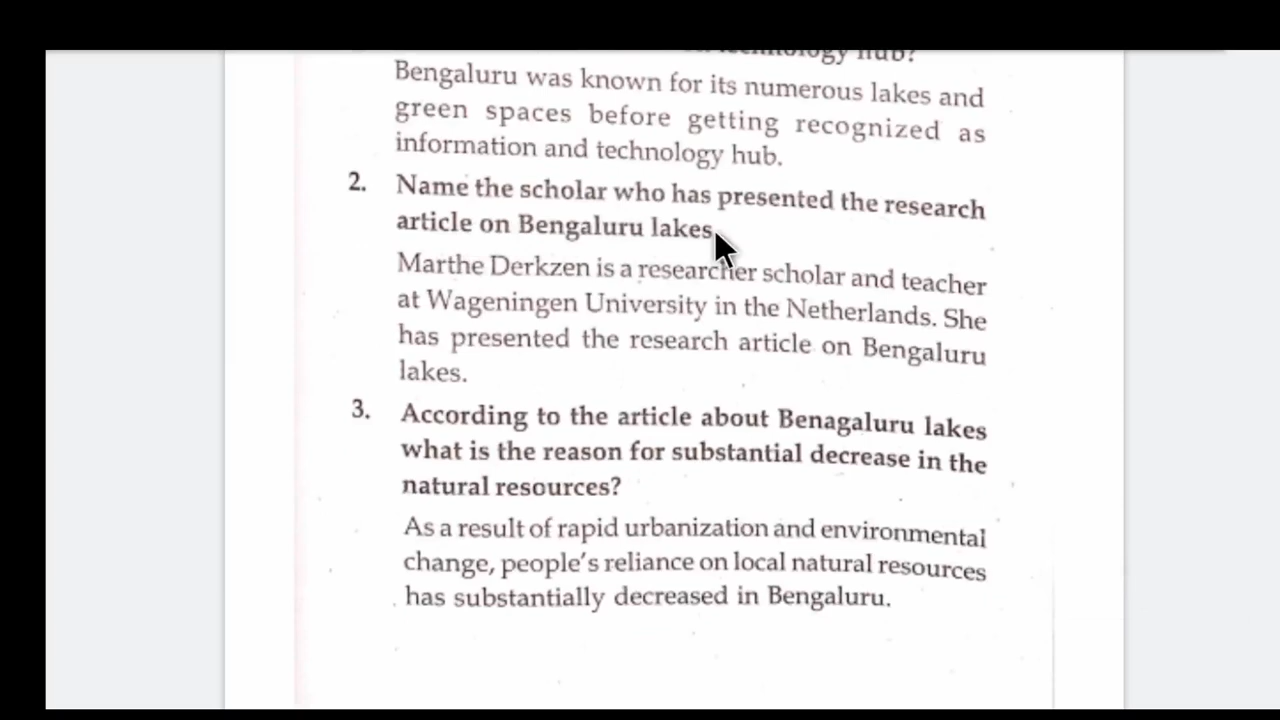 technology hub?
Bengaluru was known for its numerous lakes and
green spaces before getting recognized as
information and technology hub.
2. Name the scholar who has presented the research
article on Bengaluru lakes.
Marthe Derkzen is a researcher scholar and teacher
at Wageningen University in the Netherlands. She
has presented the research article on Bengaluru
lakes.
3. According to the article about Benagaluru lakes
what is the reason for substantial decrease in the
natural resources?
As a result of rapid urbanization and environmental
change, people's reliance on local natural resources
has substantially decreased in Bengaluru.